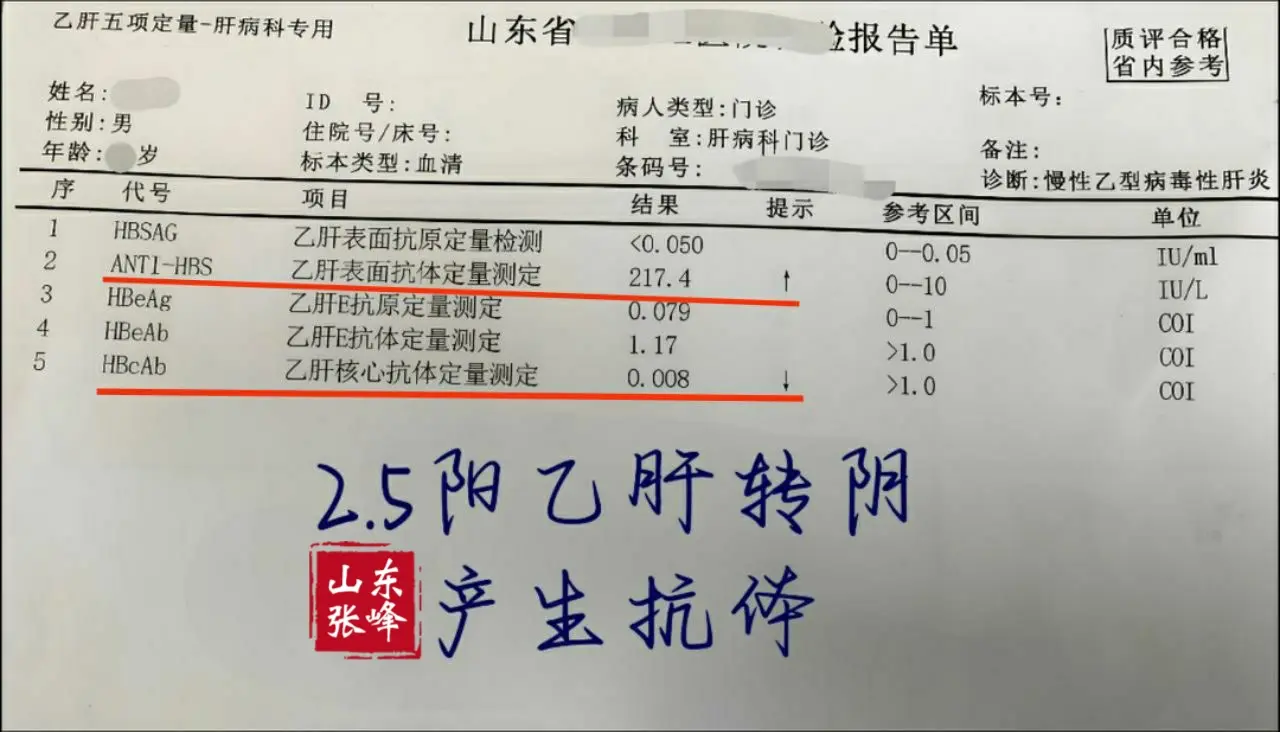 乙肝五项定量-肝病科专用
山东省 检报告单
质评合格
省内参考
姓名:
ID 号:
病人类型:门诊
标本号:
性别:男
住院号/床号:
科 室:肝病科门诊
备注:
年龄: 岁
标本类型:血清
条码号:
诊断:慢性乙型病毒性肝炎
序 代号 项目 结果 提示 参考区间 单位
1 HBSAG 乙肝表面抗原定量检测 <0.050 0--0.05 IU/ml
2 ANTI-HBS 乙肝表面抗体定量测定 217.4 ↑ 0--10 IU/L
3 HBeAg 乙肝E抗原定量测定 0.079 0--1 COI
4 HBeAb 乙肝E抗体定量测定 1.17 >1.0 COI
5 HBcAb 乙肝核心抗体定量测定 0.008 ↓ >1.0 COI
2.5阳乙肝转阴
产生抗体
山东
张峰